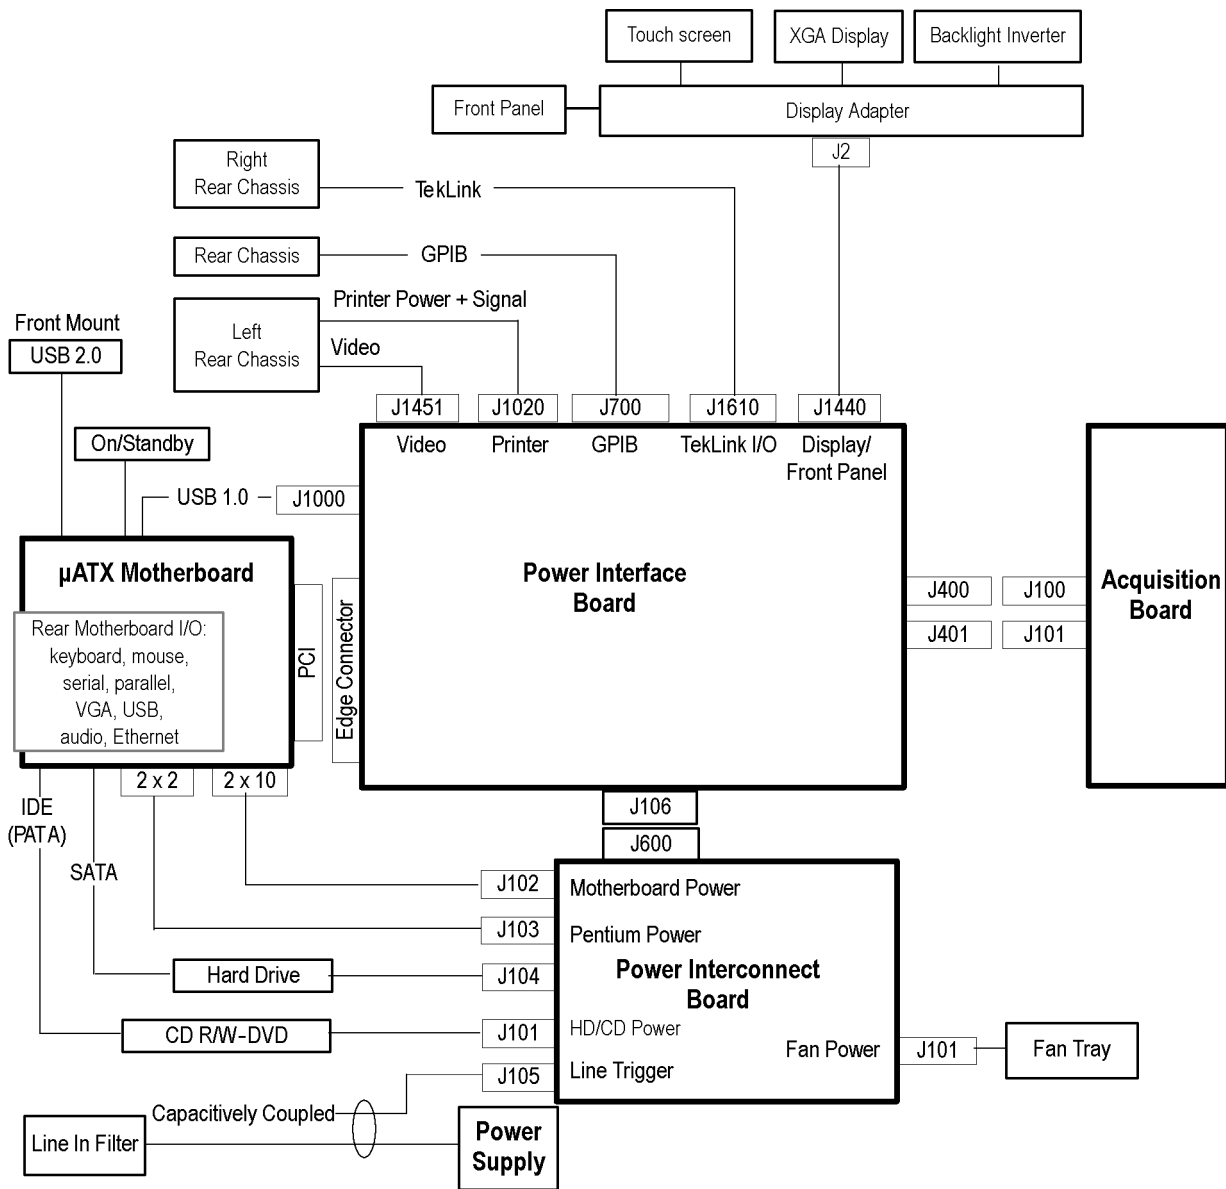 Touch screen
XGA Display
Backlight Inverter
Front Panel
Display Adapter
J2
Right
Rear Chassis
TekLink
Rear Chassis
GPIB
Printer Power + Signal
Left
Rear Chassis
Video
Front Mount
USB 2.0
J1451
J1020
J700
J1610
J1440
Video
Printer
GPIB
TekLink I/O
Display/
Front Panel
On/Standby
USB 1.0
J1000
µATX Motherboard
Rear Motherboard I/O:
keyboard, mouse,
serial, parallel,
VGA, USB,
audio, Ethernet
PCI
Edge Connector
Power Interface
Board
J400
J100
J401
J101
Acquisition
Board
2 x 2
2 x 10
IDE
(PATA)
SATA
J106
J600
J102
Motherboard Power
J103
Pentium Power
Power Interconnect
Board
Hard Drive
J104
CD R/W-DVD
J101
HD/CD Power
Fan Power
J101
Fan Tray
J105
Line Trigger
Capacitively Coupled
Line In Filter
Power
Supply